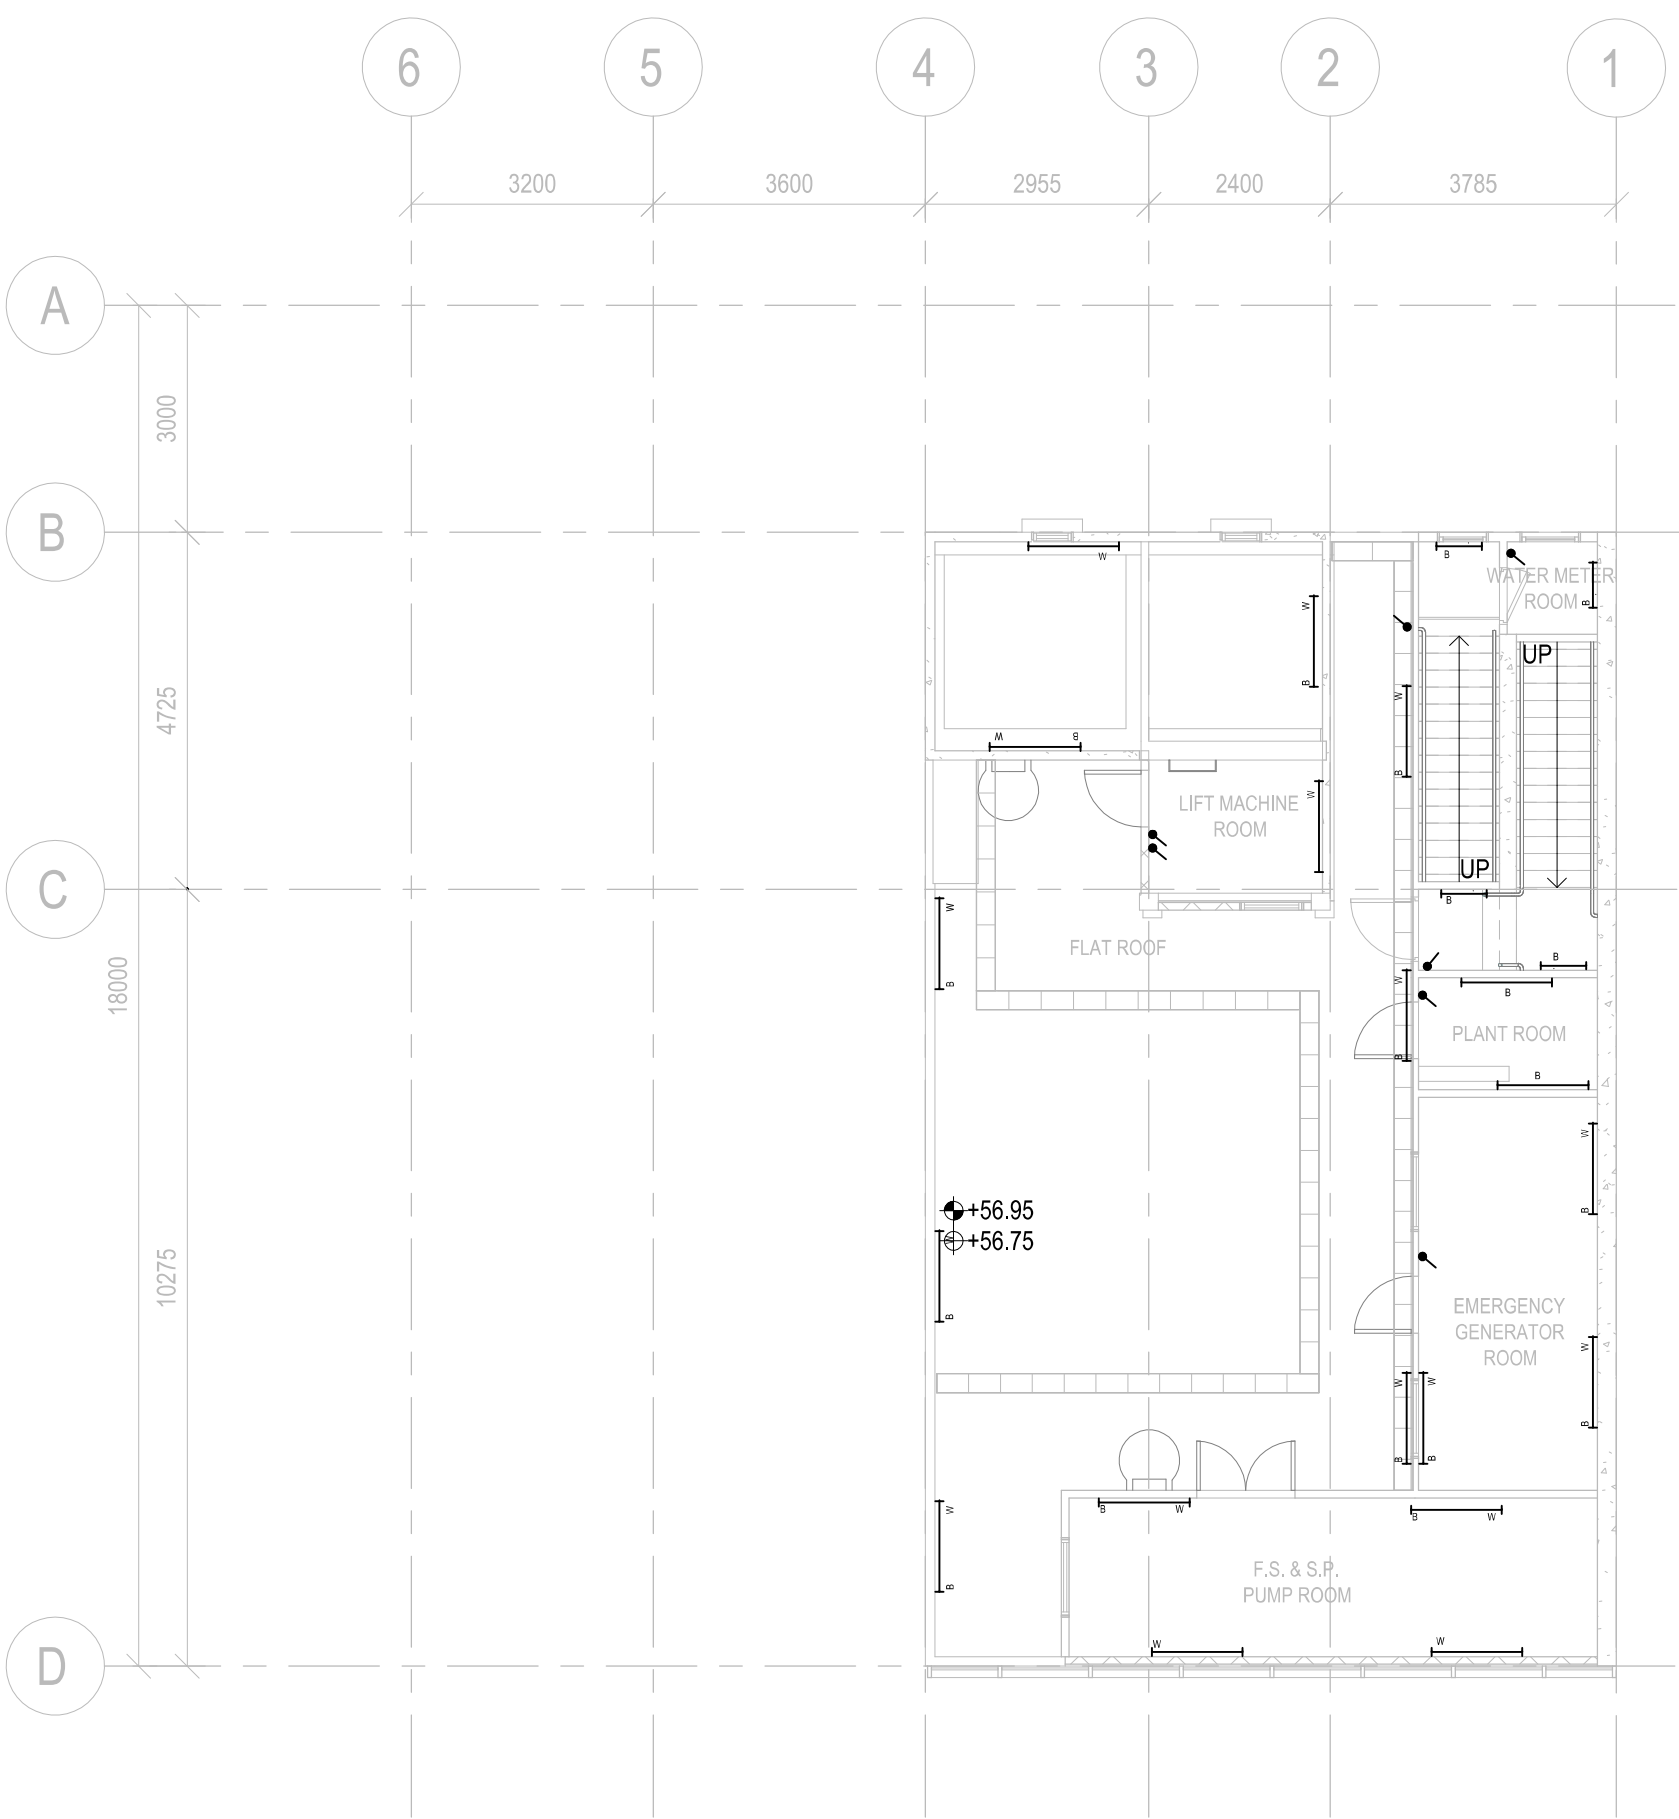 6 5 4 3 2 1
3200 3600 2955 2400 3785
A
3000
B
W
B
WATER METER
ROOM
B
W
B
UP
4725
W
W B
B
B
LIFT MACHINE
ROOM
W
C
UP
B
W
FLAT ROOF
B
W
B
B
18000
PLANT ROOM
B
B
W
+56.95
B
W
+56.75
10275
B
EMERGENCY
GENERATOR
ROOM
W
W W
B
B B
B W
B W
W
F.S. & S.P.
PUMP ROOM
B
W W
D